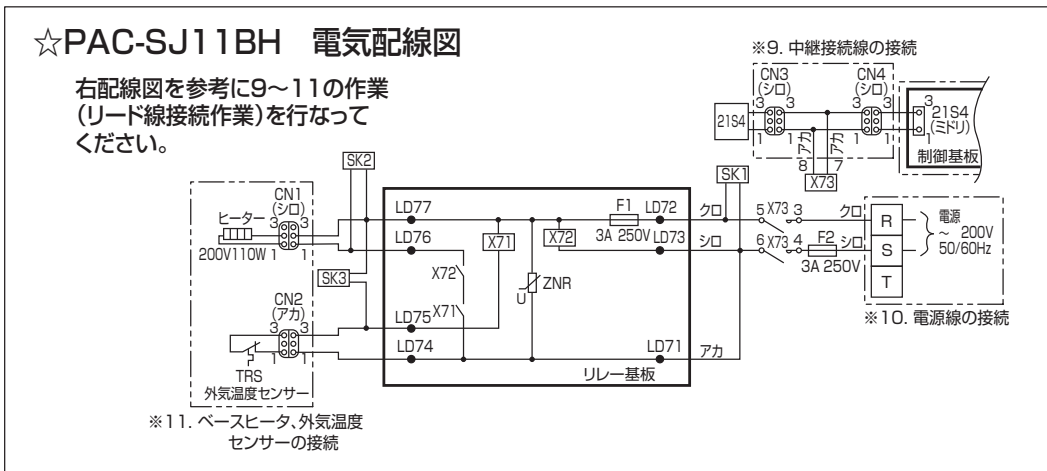 ☆PAC-SJ11BH 電気配線図
右配線図を参考に9～11の作業
（リード線接続作業）を行なって
ください。
※9. 中継接続線の接続
CN3
(シロ)
CN4
(シロ)
3 3
3 3
3
21S4
21S4
(ミドリ)
1 1
1 1
1
アカ
アカ
制御基板
8 7
X73
SK2
SK1
CN1
(シロ)
ヒーター
3 3
200V110W
1 1
LD77
F1
LD72
クロ
5 X73 3
クロ
R
電源
～ 200V
50/60Hz
3A 250V
LD76
X71
X72
LD73
シロ
6 X73 4
F2
シロ
S
3A 250V
T
※10. 電源線の接続
SK3
X72
ZNR
U
X71
CN2
(アカ)
3 3
1 1
LD75
LD74
LD71
アカ
リレー基板
TRS
外気温度センサー
※11. ベースヒータ、外気温度
センサーの接続